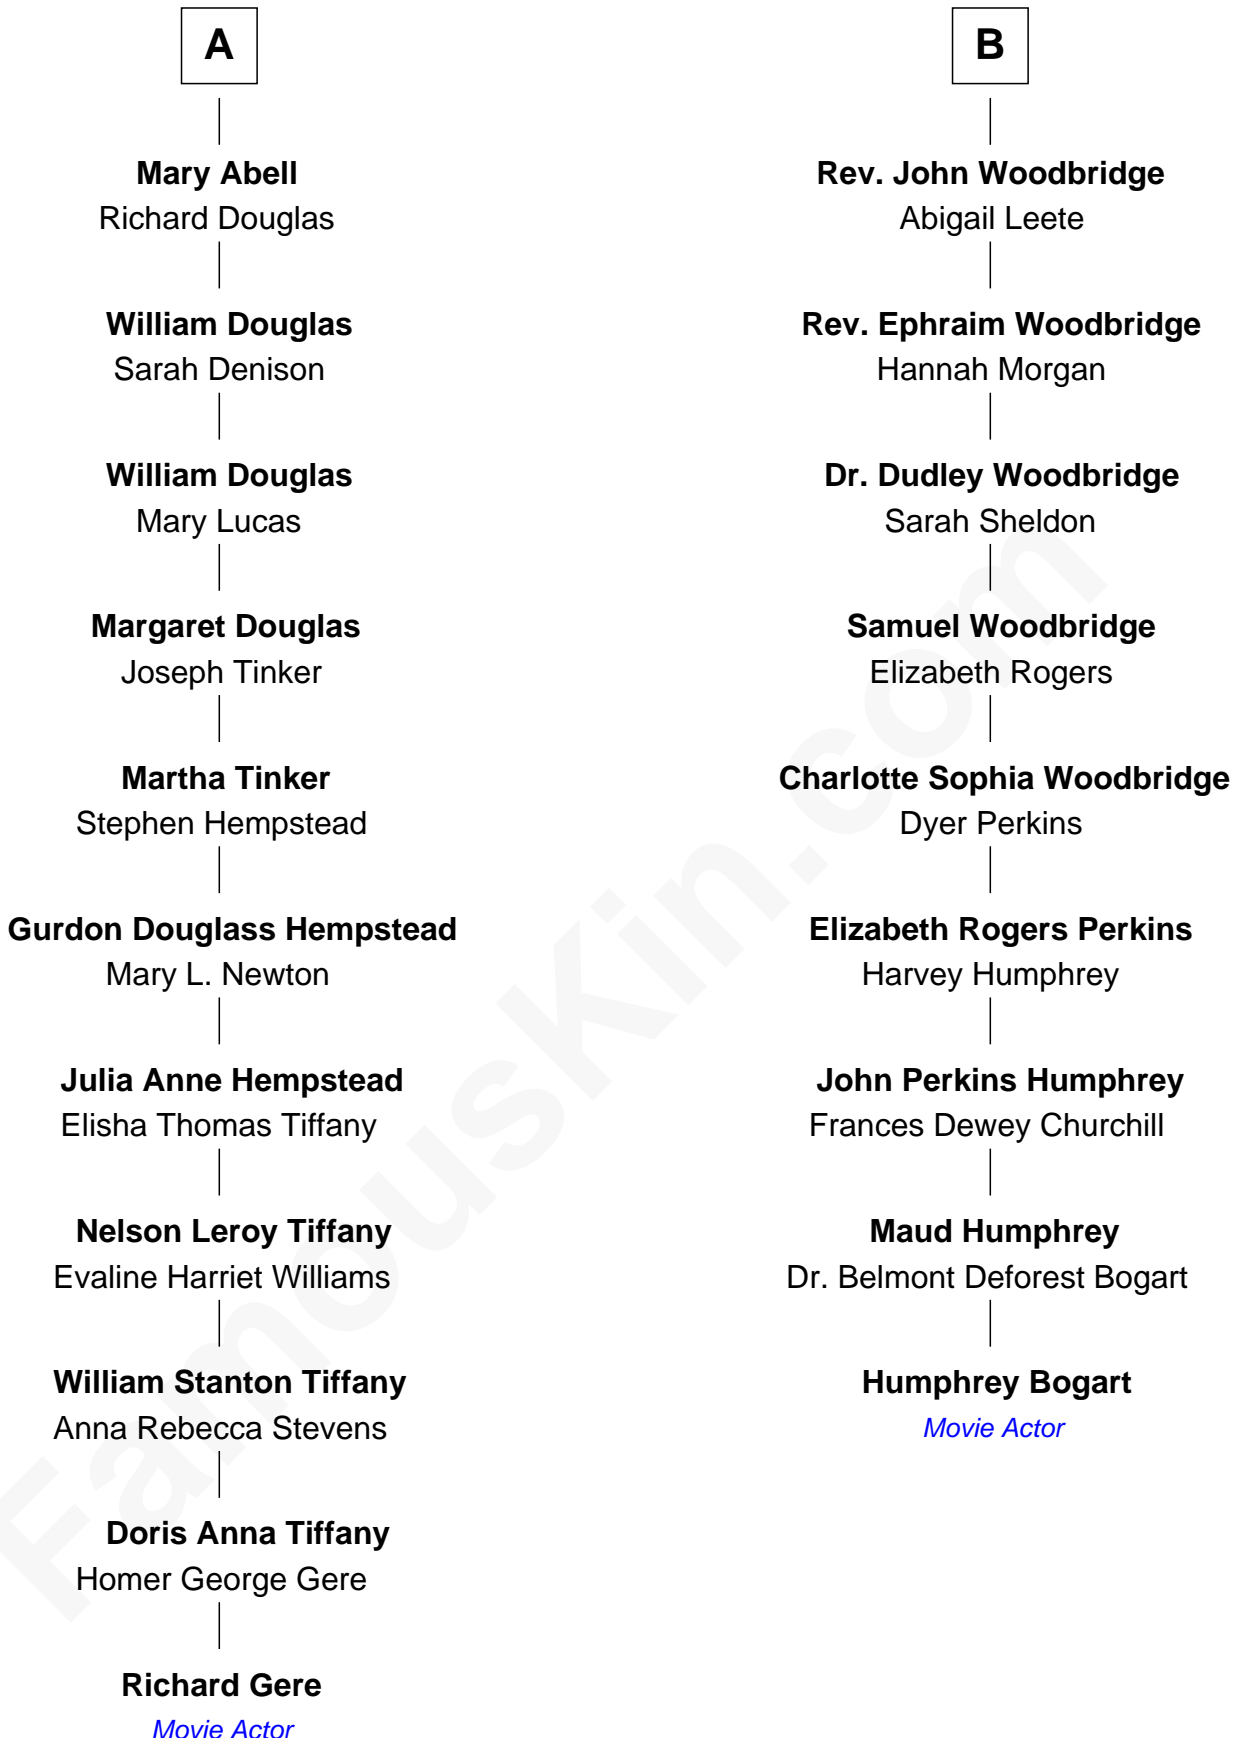 A
Mary Abell
Richard Douglas
William Douglas
Sarah Denison
William Douglas
Mary Lucas
Margaret Douglas
Joseph Tinker
Martha Tinker
Stephen Hempstead
Gurdon Douglass Hempstead
Mary L. Newton
Julia Anne Hempstead
Elisha Thomas Tiffany
Nelson Leroy Tiffany
Evaline Harriet Williams
William Stanton Tiffany
Anna Rebecca Stevens
Doris Anna Tiffany
Homer George Gere
Richard Gere
Movie Actor
B
Rev. John Woodbridge
Abigail Leete
Rev. Ephraim Woodbridge
Hannah Morgan
Dr. Dudley Woodbridge
Sarah Sheldon
Samuel Woodbridge
Elizabeth Rogers
Charlotte Sophia Woodbridge
Dyer Perkins
Elizabeth Rogers Perkins
Harvey Humphrey
John Perkins Humphrey
Frances Dewey Churchill
Maud Humphrey
Dr. Belmont Deforest Bogart
Humphrey Bogart
Movie Actor
FamousKin.com